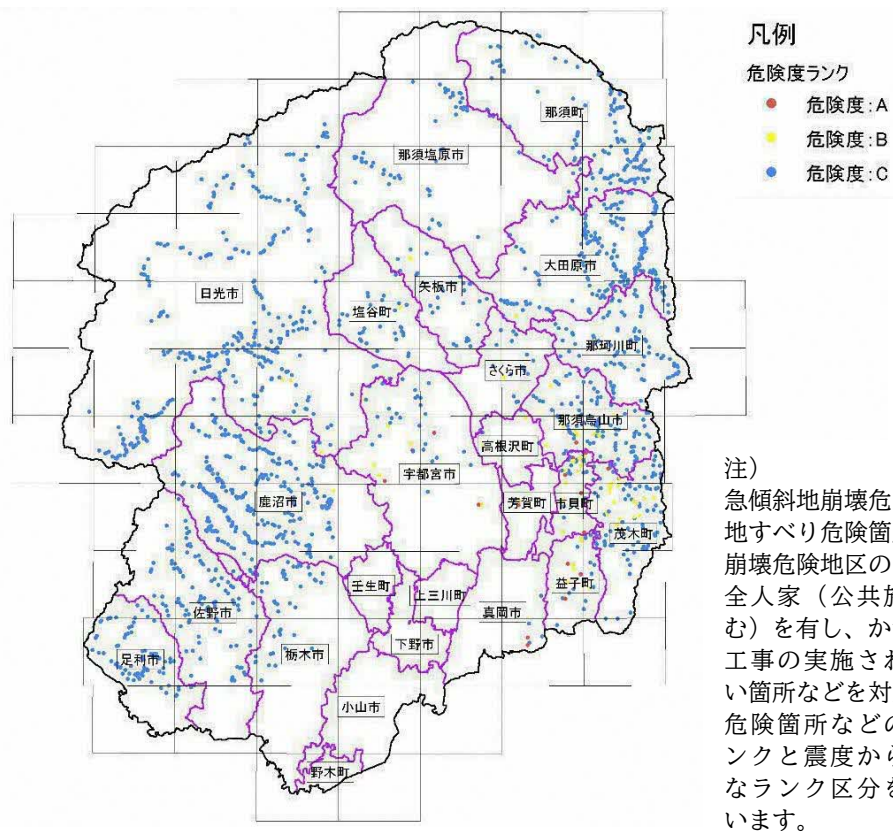 凡例
危険度ランク
危険度:A
危険度:B
危険度:C
那須町
那須塩原市
大田原市
日光市
矢板市
塩谷町
那珂川町
さくら市
那須烏山市
高根沢町
宇都宮市
鹿沼市
芳賀町
市貝町
茂木町
壬生町
上三川町
益子町
佐野市
真岡市
下野市
足利市
栃木市
小山市
野木町
注)
急傾斜地崩壊危
地すべり危険箇
崩壊危険地区の
全人家(公共施
む)を有し、か
工事の実施され
い箇所などを対
危険箇所などの
ンクと震度から
なランク区分を
います。